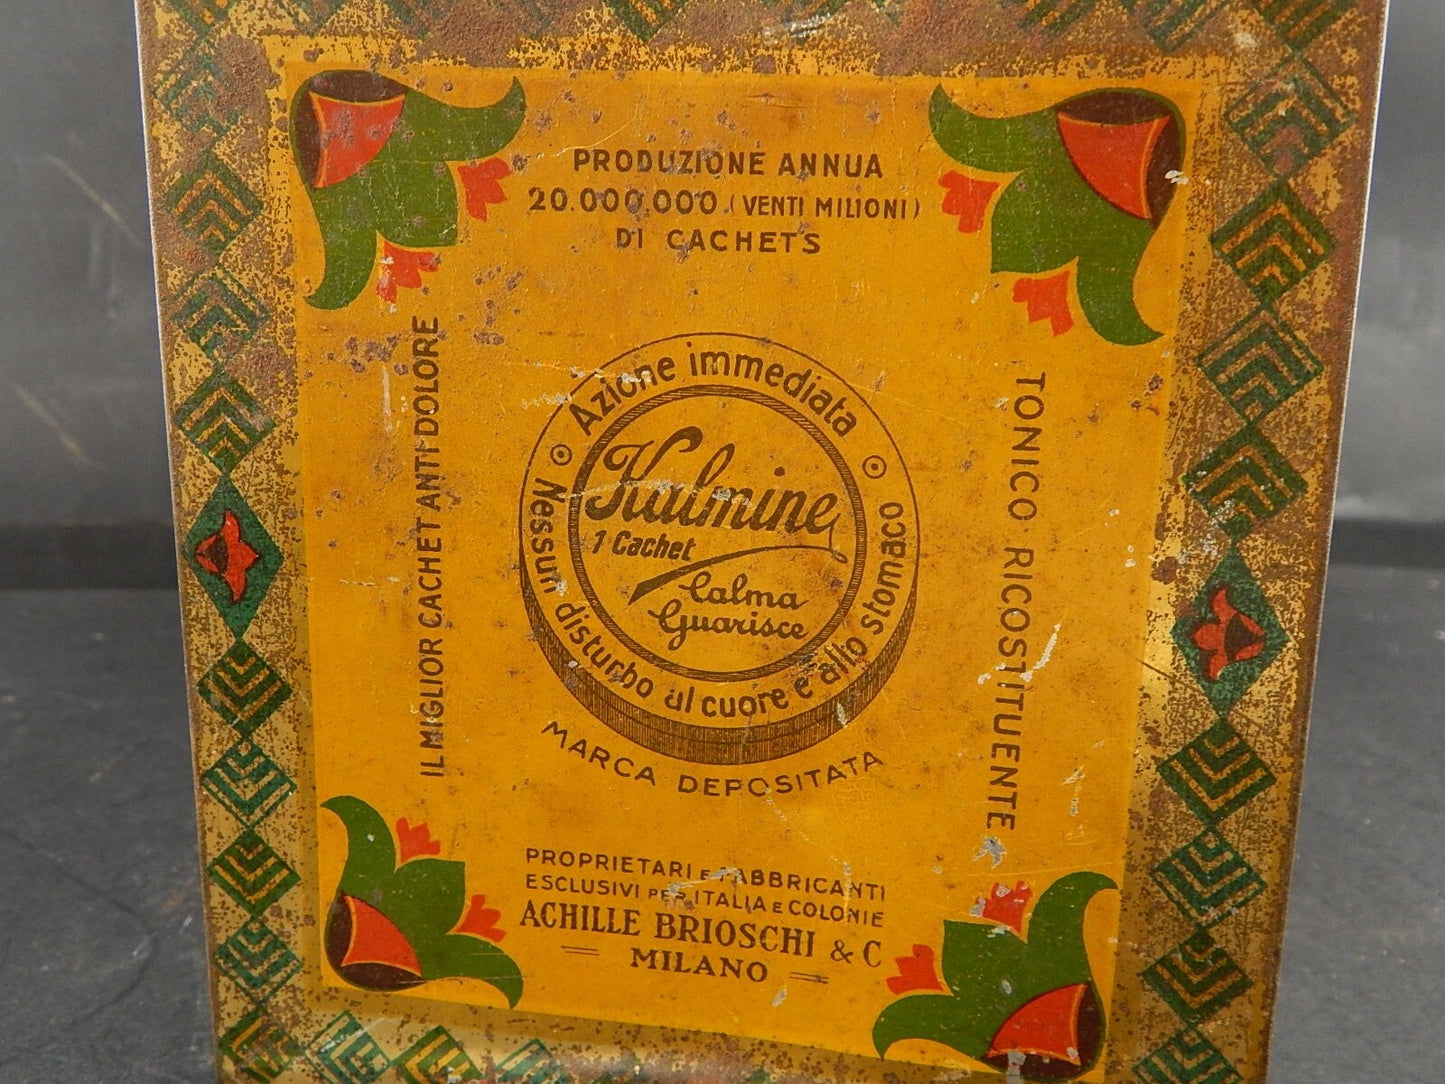 PRODUZIONE ANNUA
20.000.000 (VENTI MILIONI)
DI CACHETS
IL MIGLIOR CACHET ANTI DOLORE
Azione immediata
Kalmine
1 Cachet
Calma
Guarisce
Nessun disturbo al cuore e allo stomaco
MARCA DEPOSITATA
TONICO RICOSTITUENTE
PROPRIETARI E FABBRICANTI
ESCLUSIVI PER ITALIA E COLONIE
ACHILLE BRIOSCHI & C
MILANO